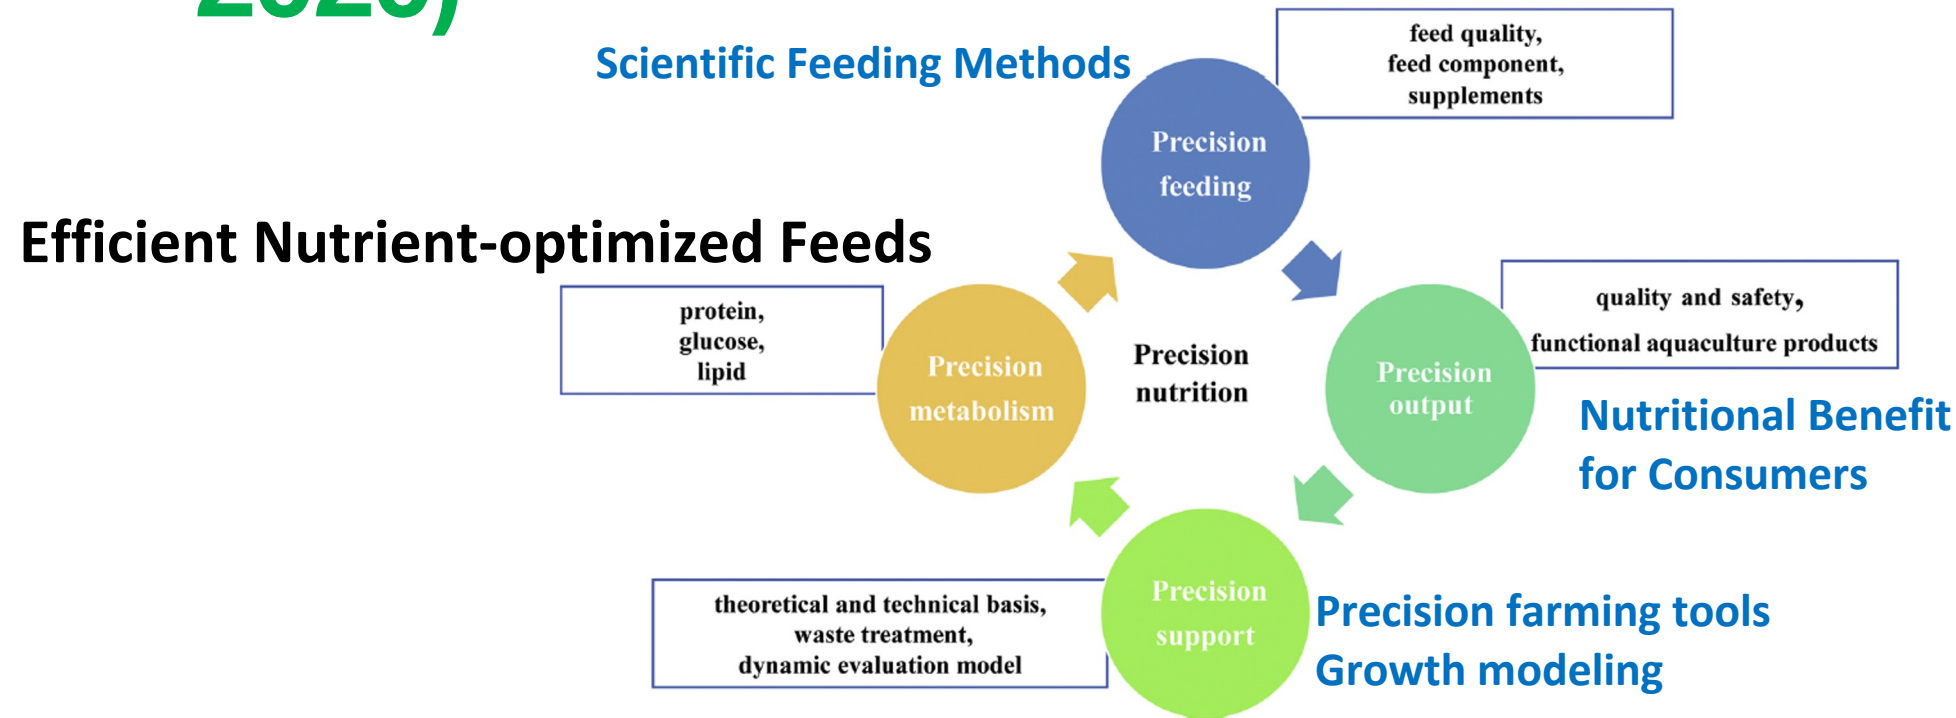 Scientific Feeding Methods
feed quality,
feed component,
supplements
Precision
feeding
Efficient Nutrient-optimized Feeds
protein,
glucose,
lipid
Precision
metabolism
Precision
nutrition
quality and safety,
functional aquaculture products
Precision
output
Nutritional Benefit
for Consumers
theoretical and technical basis,
waste treatment,
dynamic evaluation model
Precision
support
Precision farming tools
Growth modeling